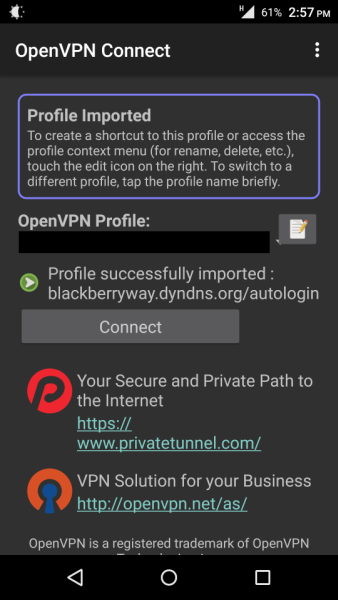 H 61% 2:57 PM
OpenVPN Connect
Profile Imported
To create a shortcut to this profile or access the
profile context menu (for rename, delete, etc.),
touch the edit icon on the right. To switch to a
different profile, tap the profile name briefly.
OpenVPN Profile:
Profile successfully imported :
blackberryway.dyndns.org/autologin
Connect
Your Secure and Private Path to
the Internet
https://
www.privatetunnel.com/
VPN Solution for your Business
http://openvpn.net/as/
OpenVPN is a registered trademark of OpenVPN